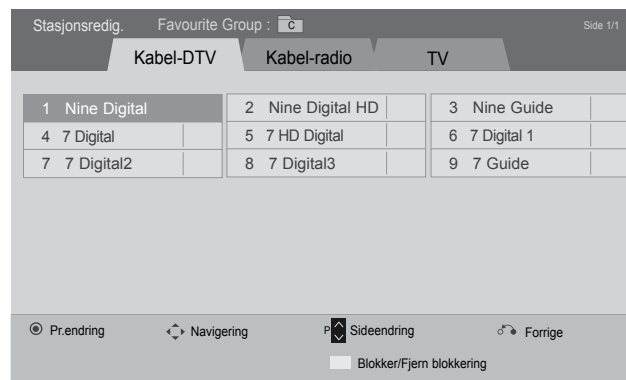 Stasjonsredig. Favourite Group : C Side 1/1
Kabel-DTV Kabel-radio TV
1 Nine Digital 2 Nine Digital HD 3 Nine Guide
4 7 Digital 5 7 HD Digital 6 7 Digital 1
7 7 Digital2 8 7 Digital3 9 7 Guide
Pr.endring Navigering P Sideendring Forrige
Blokker/Fjern blokkering